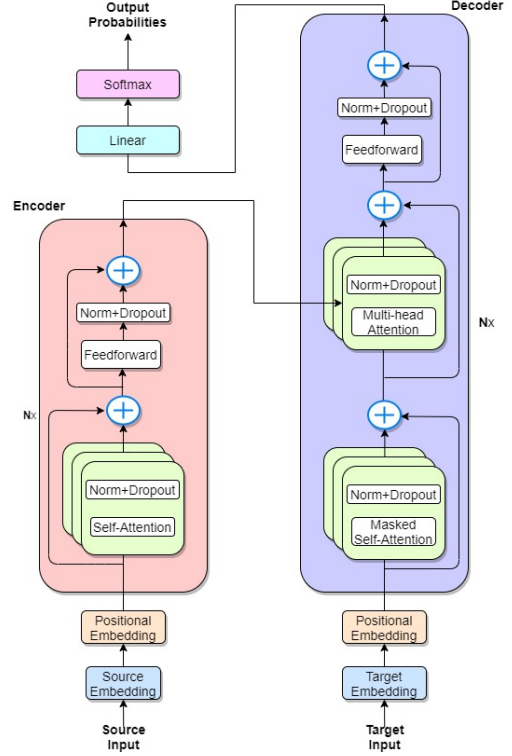 Output
Probabilities
Softmax
Linear
Encoder
Norm+Dropout
Feedforward
Nx
Norm+Dropout
Self-Attention
Positional
Embedding
Source
Embedding
Source
Input
Decoder
Norm+Dropout
Feedforward
Norm+Dropout
Multi-head
Attention
Nx
Norm+Dropout
Masked
Self-Attention
Positional
Embedding
Target
Embedding
Target
Input